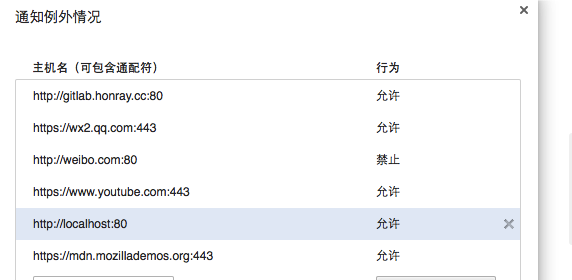 通知例外情况
主机名（可包含通配符） 行为
http://gitlab.honray.cc:80 允许
https://wx2.qq.com:443 允许
http://weibo.com:80 禁止
https://www.youtube.com:443 允许
http://localhost:80 允许
https://mdn.mozillademos.org:443 允许